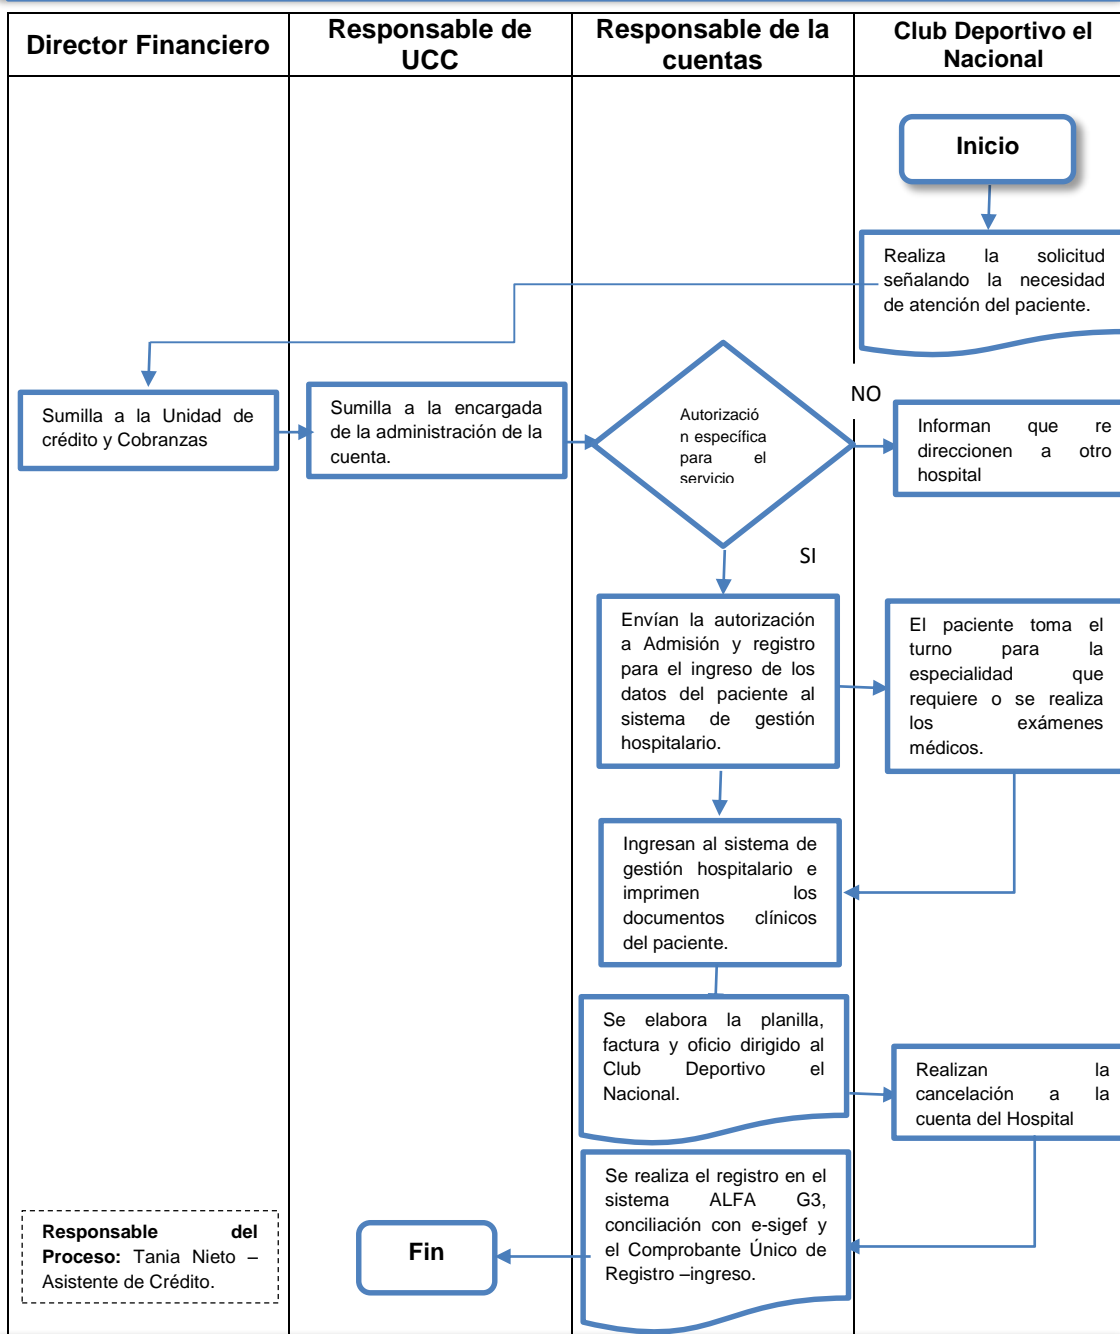 Director Financiero
Responsable de
UCC
Responsable de la
cuentas
Club Deportivo el
Nacional
Inicio
Realiza la solicitud
señalando la necesidad
de atención del paciente.
Sumilla a la Unidad de
crédito y Cobranzas
Sumilla a la encargada
de la administración de la
cuenta.
Autorizació
n específica
para el
servicio
NO
Informan que re
direccionen a otro
hospital
SI
Envían la autorización
a Admisión y registro
para el ingreso de los
datos del paciente al
sistema de gestión
hospitalario.
El paciente toma el
turno para la
especialidad que
requiere o se realiza
los exámenes
médicos.
Ingresan al sistema de
gestión hospitalario e
imprimen los
documentos clínicos
del paciente.
Se elabora la planilla,
factura y oficio dirigido al
Club Deportivo el
Nacional.
Realizan la
cancelación a la
cuenta del Hospital
Se realiza el registro en el
sistema ALFA G3,
conciliación con e-sigef y
el Comprobante Único de
Registro –ingreso.
Fin
Responsable del
Proceso: Tania Nieto –
Asistente de Crédito.